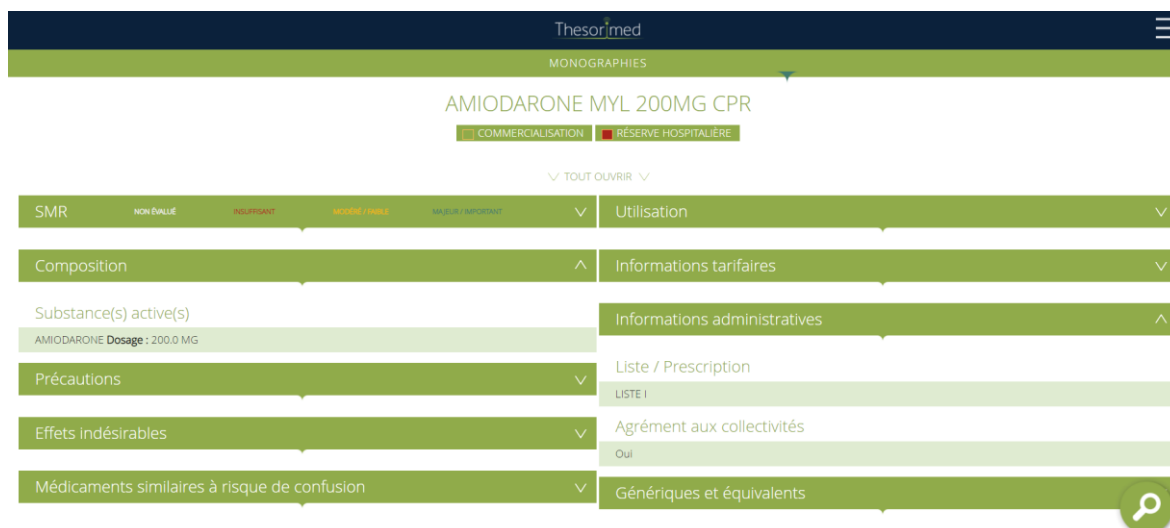 Thesorimed
MONOGRAPHIES
AMIODARONE MYL 200MG CPR
COMMERCIALISATION
RÉSERVE HOSPITALIÈRE
TOUT OUVRIR
SMR NON ÉVALUÉ INSUFFISANT MODÉRÉ / FAIBLE MAJEUR / IMPORTANT
Composition
Substance(s) active(s)
AMIODARONE Dosage : 200.0 MG
Précautions
Effets indésirables
Médicaments similaires à risque de confusion
Utilisation
Informations tarifaires
Informations administratives
Liste / Prescription
LISTE I
Agrément aux collectivités
Oui
Génériques et équivalents